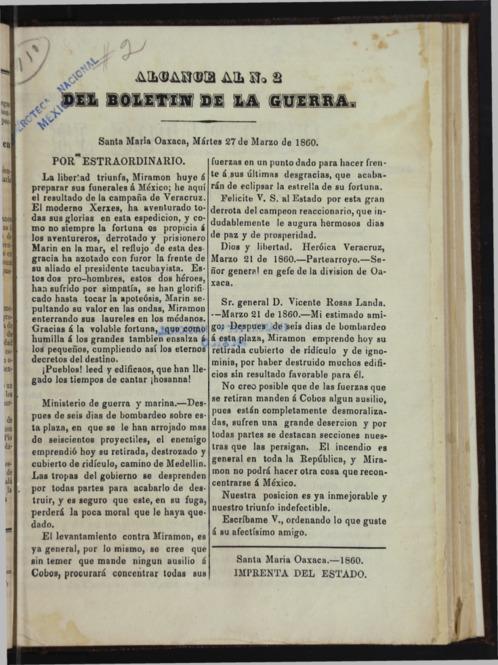 #2
HEMEROTECA NACIONAL
MÉXICO
ALCANCE AL N. 2
DEL BOLETIN DE LA GUERRA.
Santa Maria Oaxaca, Mártes 27 de Marzo de 1860.
POR ESTRAORDINARIO.
La libertad triunfa, Miramon huye á
preparar sus funerales á México; he aquí
el resultado de la campaña de Veracruz.
El moderno Xerxes, ha aventurado to-
das sus glorias en esta espedicion, y co-
mo no siempre la fortuna es propicia á
los aventureros, derrotado y prisionero
Marin en la mar, el reflujo de esta des-
gracia ha azotado con furor la frente de
su aliado el presidente tacubayista. Es-
tos dos pro-hombres, estos dos héroes,
han sufrido por simpatía, se han glorifi-
cado hasta tocar la apoteósis, Marin se-
pultando su valor en las ondas, Miramon
enterrando sus laureles en los médanos.
Gracias á la voluble fortuna, que como
humilla á los grandes tambien ensalza á
los pequeños, cumpliendo así los eternos
decretos del destino.
¡Pueblos! leed y edificaos, que han lle-
gado los tiempos de cantar ¡hosanna!
Ministerio de guerra y marina.—Des-
pues de seis dias de bombardeo sobre es-
ta plaza, en que se le han arrojado mas
de seiscientos proyectiles, el enemigo
emprendió hoy su retirada, destrozado y
cubierto de ridículo, camino de Medellin.
Las tropas del gobierno se desprenden
por todas partes para acabarlo de des-
truir, y es seguro que este, en su fuga,
perderá la poca moral que le haya que-
dado.
El levantamiento contra Miramon, es
ya general, por lo mismo, se cree que
sin temer que mande ningun ausilio á
Cobos, procurará concentrar todas sus
fuerzas en un punto dado para hacer fren-
te á sus últimas desgracias, que acaba-
rán de eclipsar la estrella de su fortuna.
Felicite V. S. al Estado por esta gran
derrota del campeon reaccionario, que in-
dudablemente le augura hermosos dias
de paz y de prosperidad.
Dios y libertad. Heróica Veracruz,
Marzo 21 de 1860.—Partearroyo.—Se-
ñor general en gefe de la division de Oa-
xaca.
Sr. general D. Vicente Rosas Landa.
—Marzo 21 de 1860.—Mi estimado ami-
go: Despues de seis dias de bombardeo
á esta plaza, Miramon emprende hoy su
retirada cubierto de ridículo y de igno-
minia, por haber destruido muchos edifi-
cios sin resultado favorable para él.
No creo posible que de las fuerzas que
se retiran manden á Cobos algun ausilio,
pues están completamente desmoraliza-
das, sufren una grande desercion y por
todas partes se destacan secciones nues-
tras que las persigan. El incendio es
general en toda la República, y Mira-
mon no podrá hacer otra cosa que recon-
centrarse á México.
Nuestra posicion es ya inmejorable y
nuestro triunfo indefectible.
Escríbame V., ordenando lo que guste
á su afectísimo amigo.
Santa Maria Oaxaca.—1860.
IMPRENTA DEL ESTADO.